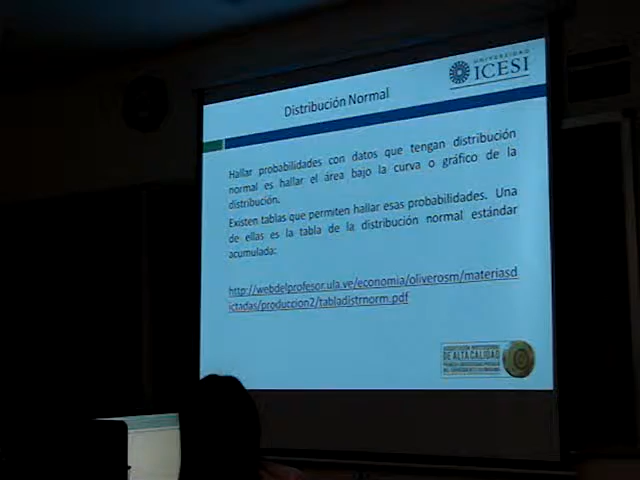 UNIVERSIDAD
ICESI
Distribución Normal
Hallar probabilidades con datos que tengan distribución
normal es hallar el área bajo la curva o gráfico de la
distribución.
Existen tablas que permiten hallar esas probabilidades. Una
de ellas es la tabla de la distribución normal estándar
acumulada:
http://webdelprofesor.ula.ve/economia/oliverosm/materiasd
ictadas/produccion2/tabladistrnorm.pdf
DE ALTA CALIDAD